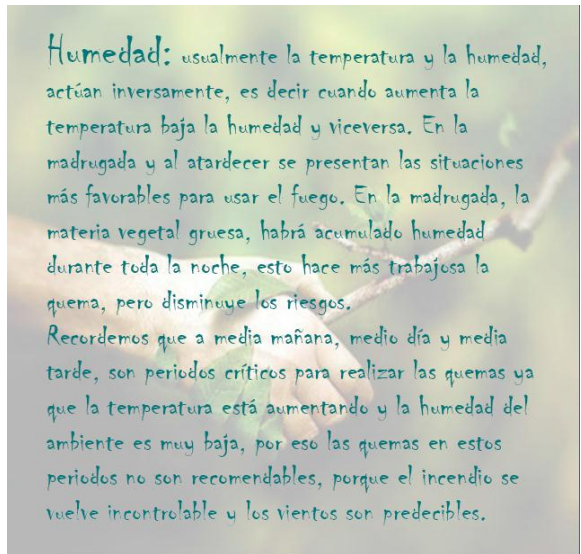 Humedad: usualmente la temperatura y la humedad,
actúan inversamente, es decir cuando aumenta la
temperatura baja la humedad y viceversa. En la
madrugada y al atardecer se presentan las situaciones
más favorables para usar el fuego. En la madrugada, la
materia vegetal gruesa, habrá acumulado humedad
durante toda la noche, esto hace más trabajosa la
quema, pero disminuye los riesgos.
Recordemos que a media mañana, medio día y media
tarde, son periodos críticos para realizar las quemas ya
que la temperatura está aumentando y la humedad del
ambiente es muy baja, por eso las quemas en estos
periodos no son recomendables, porque el incendio se
vuelve incontrolable y los vientos son predecibles.